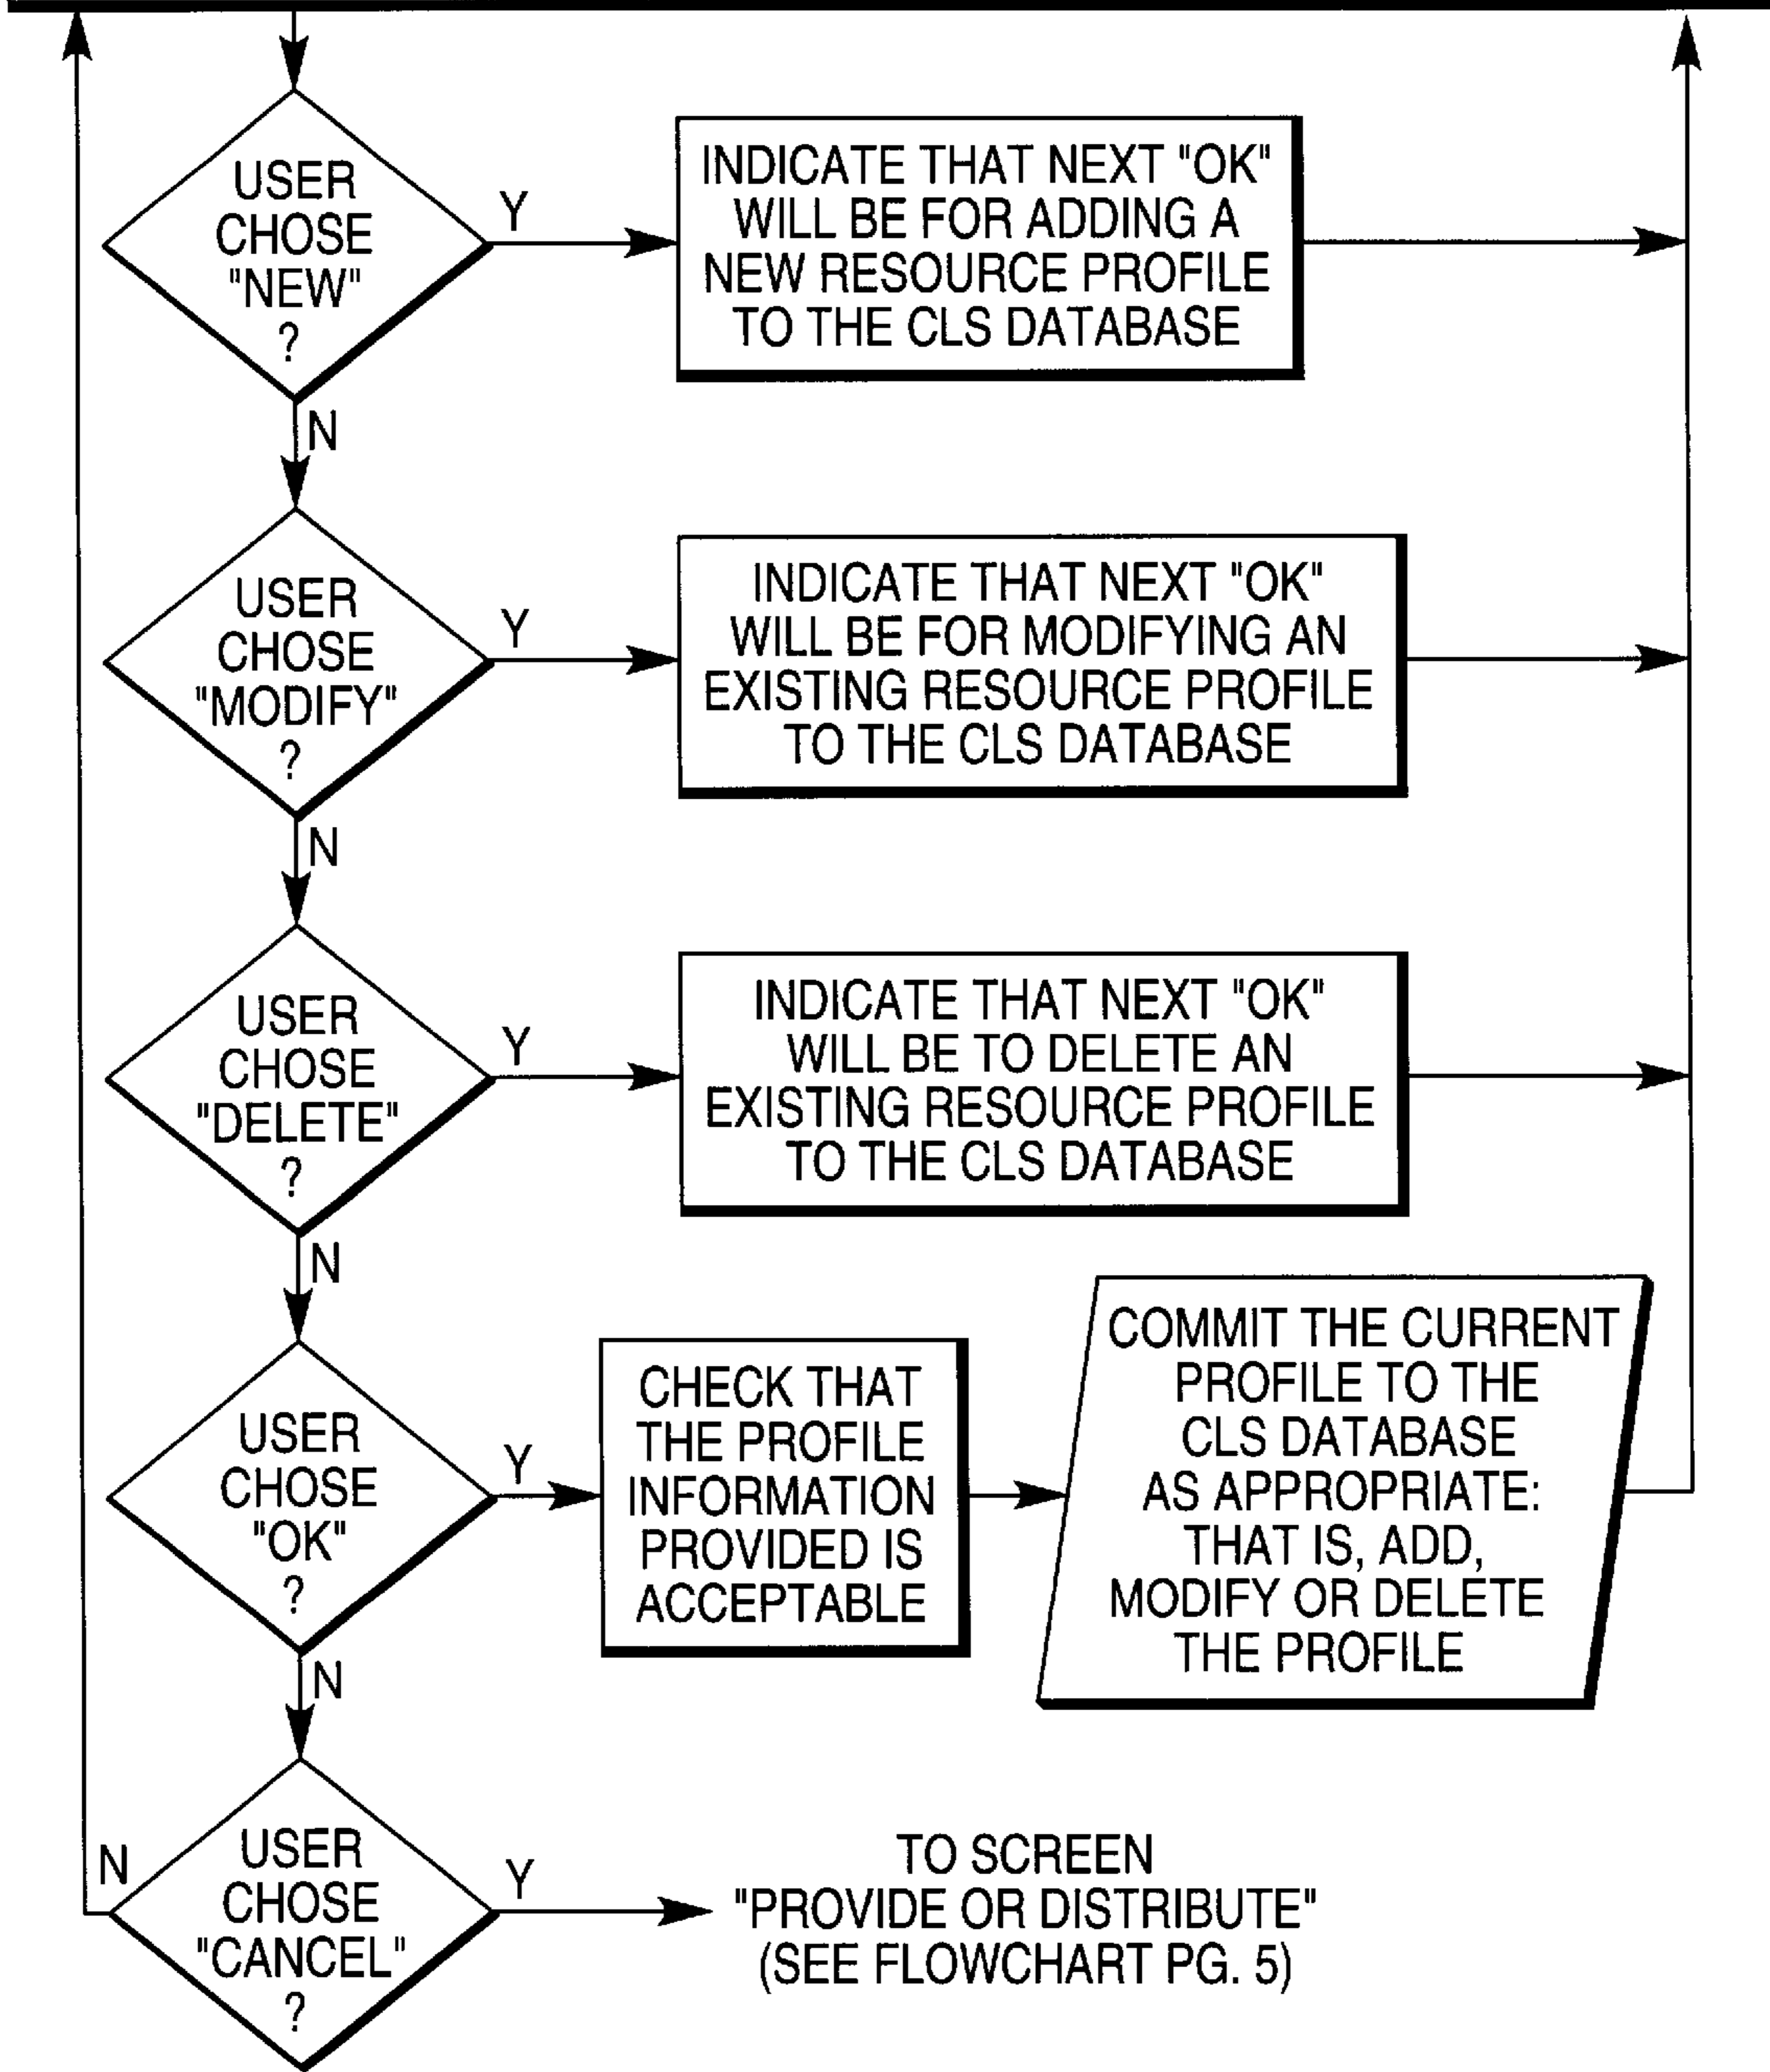 USER
CHOSE
"NEW"
?
Y
INDICATE THAT NEXT "OK"
WILL BE FOR ADDING A
NEW RESOURCE PROFILE
TO THE CLS DATABASE
N
USER
CHOSE
"MODIFY"
?
Y
INDICATE THAT NEXT "OK"
WILL BE FOR MODIFYING AN
EXISTING RESOURCE PROFILE
TO THE CLS DATABASE
N
USER
CHOSE
"DELETE"
?
Y
INDICATE THAT NEXT "OK"
WILL BE TO DELETE AN
EXISTING RESOURCE PROFILE
TO THE CLS DATABASE
N
USER
CHOSE
"OK"
?
Y
CHECK THAT
THE PROFILE
INFORMATION
PROVIDED IS
ACCEPTABLE
COMMIT THE CURRENT
PROFILE TO THE
CLS DATABASE
AS APPROPRIATE:
THAT IS, ADD,
MODIFY OR DELETE
THE PROFILE
N
USER
CHOSE
"CANCEL"
?
N
Y
TO SCREEN
"PROVIDE OR DISTRIBUTE"
(SEE FLOWCHART PG. 5)